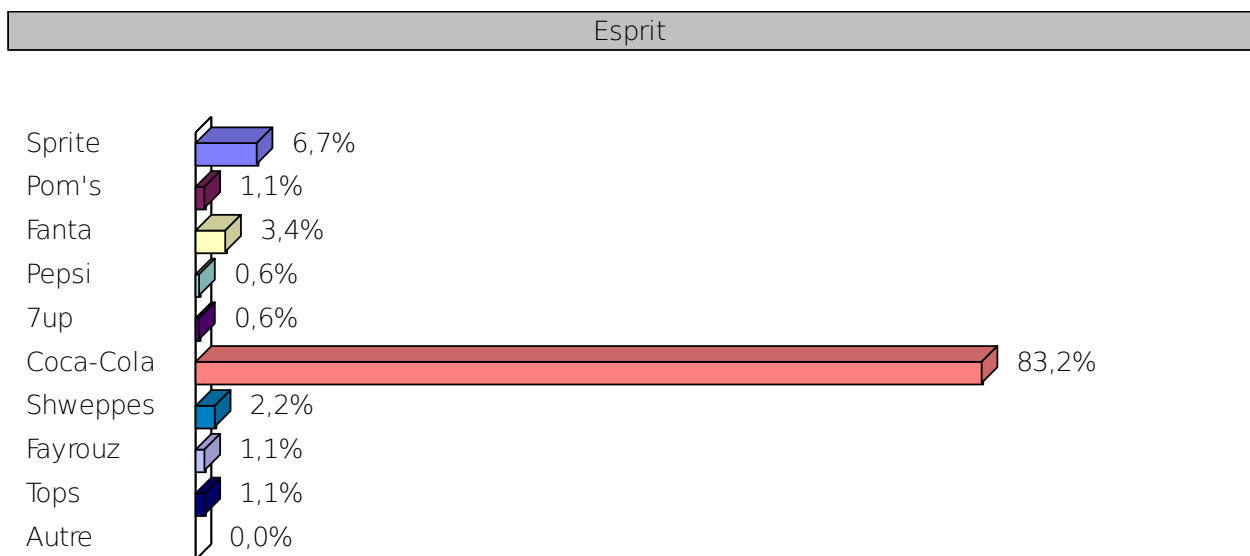 Esprit
Sprite 6,7%
Pom's 1,1%
Fanta 3,4%
Pepsi 0,6%
7up 0,6%
Coca-Cola 83,2%
Shweppes 2,2%
Fayrouz 1,1%
Tops 1,1%
Autre 0,0%